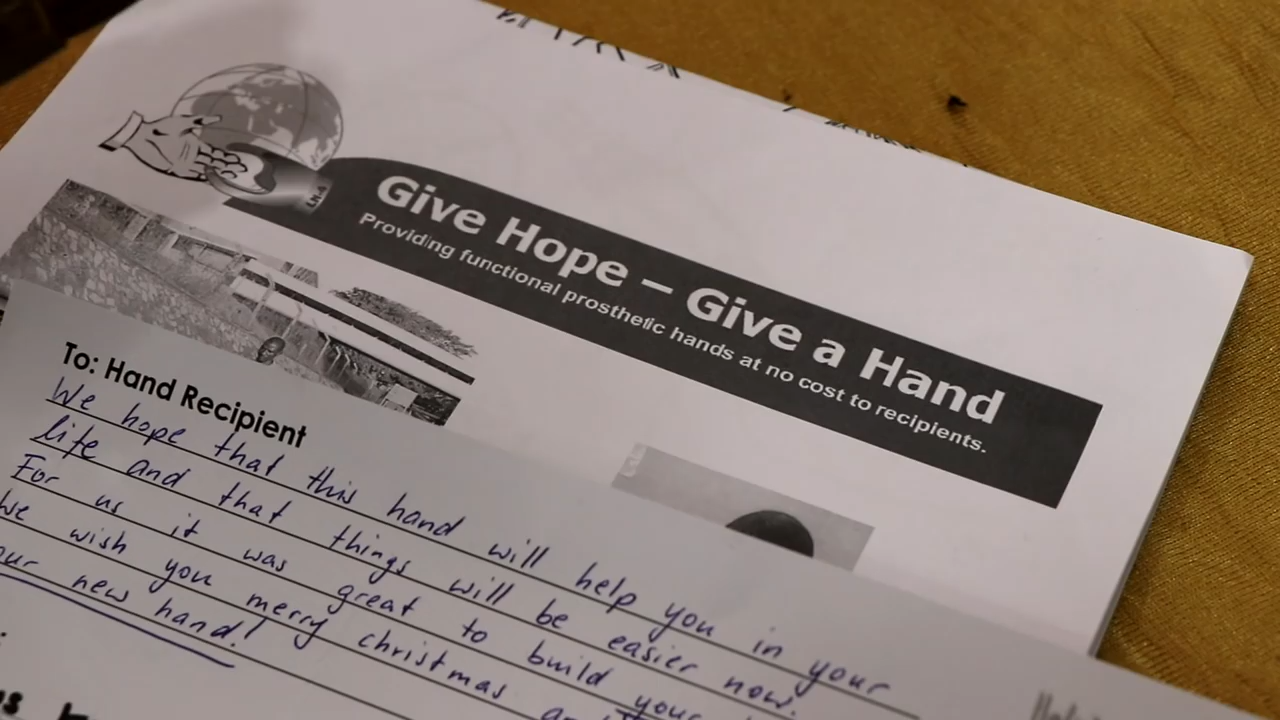 LN-4
Give Hope – Give a Hand
Providing functional prosthetic hands at no cost to recipients.
To: Hand Recipient
We hope that this hand will help you in your
life and that things will be easier now.
For us it was great to build your
we wish you merry christmas
our new hand!